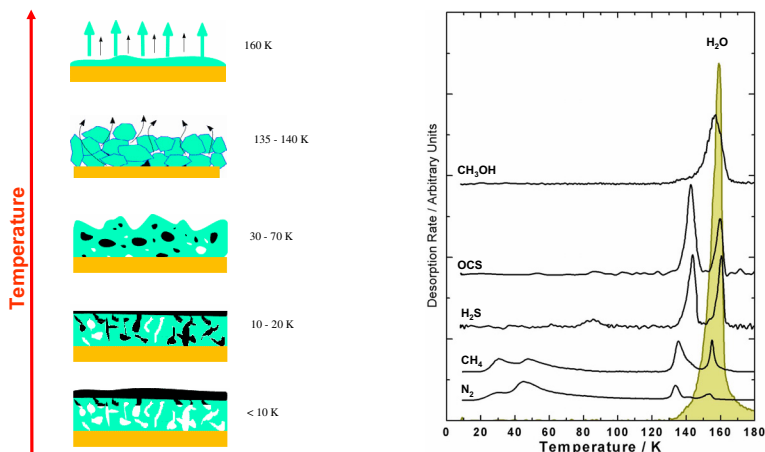 Temperature
160 K
135 - 140 K
30 - 70 K
10 - 20 K
< 10 K
Desorption Rate / Arbitrary Units
H₂O
CH₃OH
OCS
H₂S
CH₄
N₂
0 20 40 60 80 100 120 140 160 180
Temperature / K